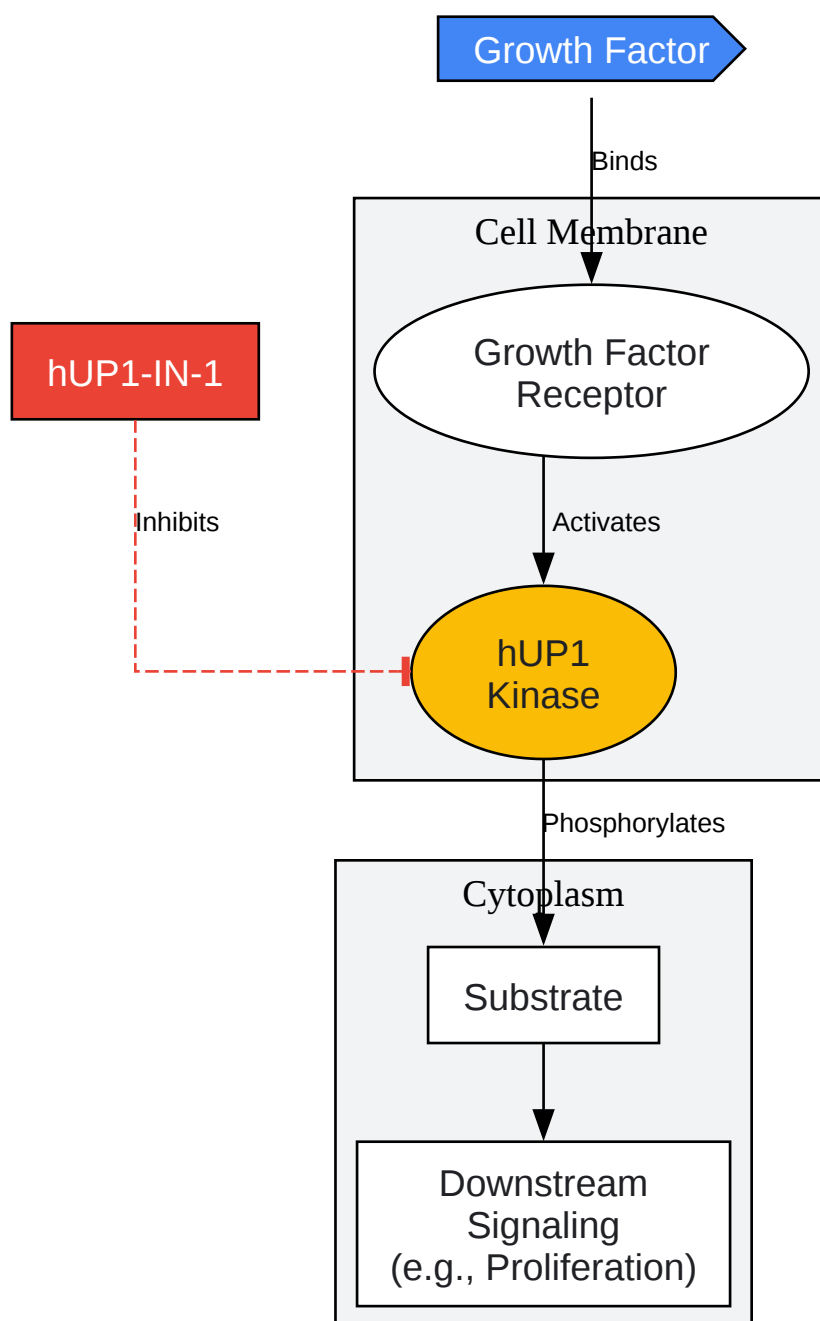 Growth Factor
Binds
Cell Membrane
Growth Factor
Receptor
hUP1-IN-1
Inhibits
Activates
hUP1
Kinase
Phosphorylates
Cytoplasm
Substrate
Downstream
Signaling
(e.g., Proliferation)